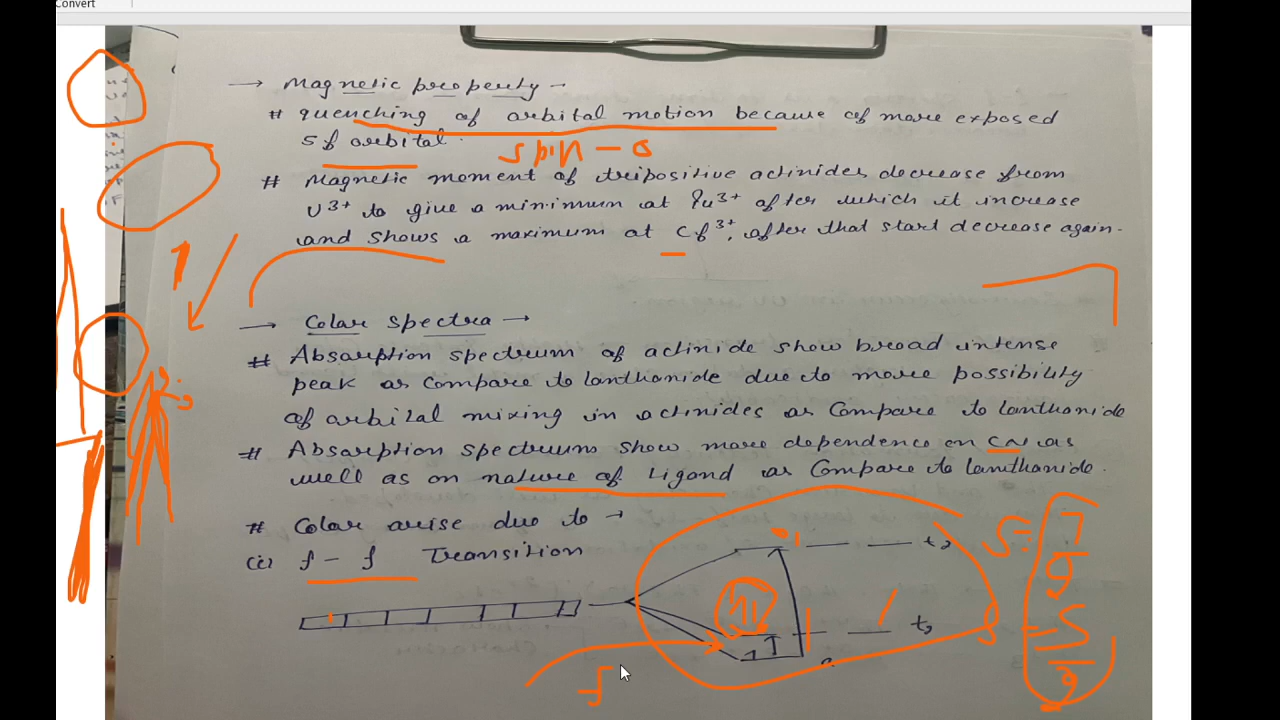 Convert
→ Magnetic property -
# quenching of orbital motion because of more exposed
5f orbital.
spin - o
# Magnetic moment of tripositive actinides decrease from
U3+ to give a minimum at Pu3+ after which it increase
and shows a maximum at Cf3+, after that start decrease again.
→ Color spectra →
# Absorption spectrum of actinide show broad intense
peak as compare to lanthanide due to more possibility
of orbital mixing in actinides as compare to lanthanide
# Absorption spectrum show more dependence on CN as
well as on nature of Ligand as compare to lanthanide.
# Color arise due to →
(i) f - f Transition
t2
t2
f